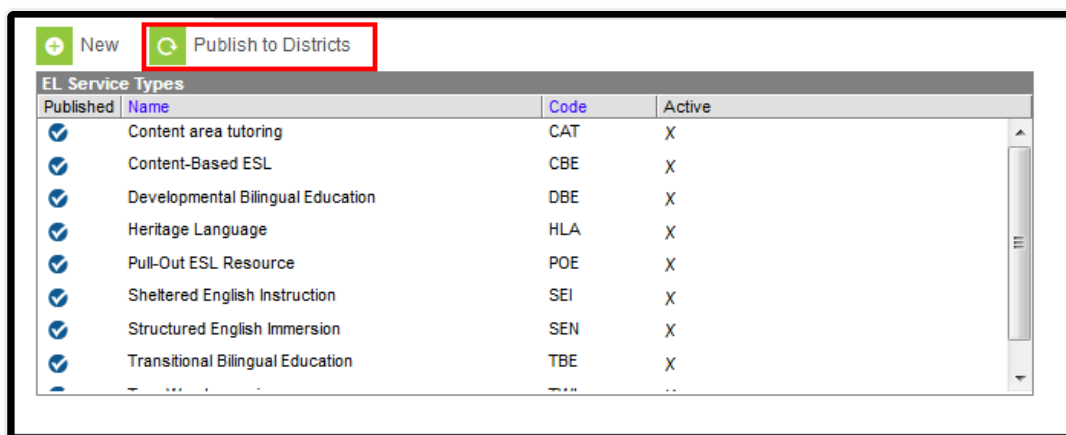 New Publish to Districts
EL Service Types
Published Name Code Active
Content area tutoring CAT X
Content-Based ESL CBE X
Developmental Bilingual Education DBE X
Heritage Language HLA X
Pull-Out ESL Resource POE X
Sheltered English Instruction SEI X
Structured English Immersion SEN X
Transitional Bilingual Education TBE X